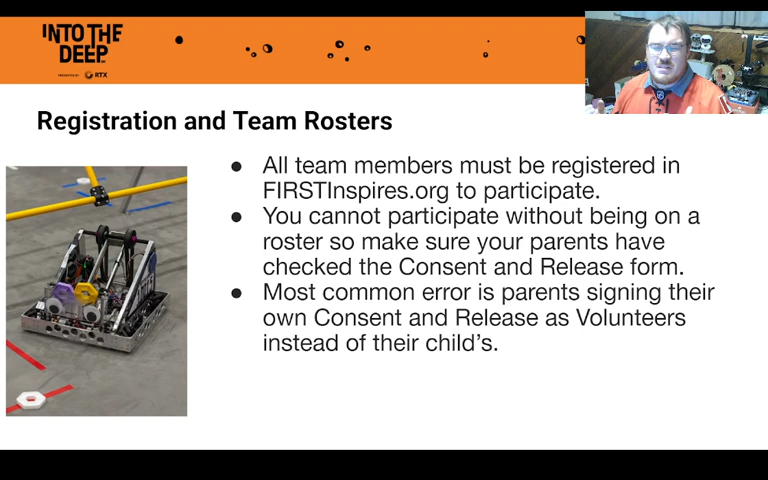 INTO THE
DEEP
PRESENTED BY RTX
Registration and Team Rosters
● All team members must be registered in
FIRSTInspires.org to participate.
● You cannot participate without being on a
roster so make sure your parents have
checked the Consent and Release form.
● Most common error is parents signing their
own Consent and Release as Volunteers
instead of their child's.